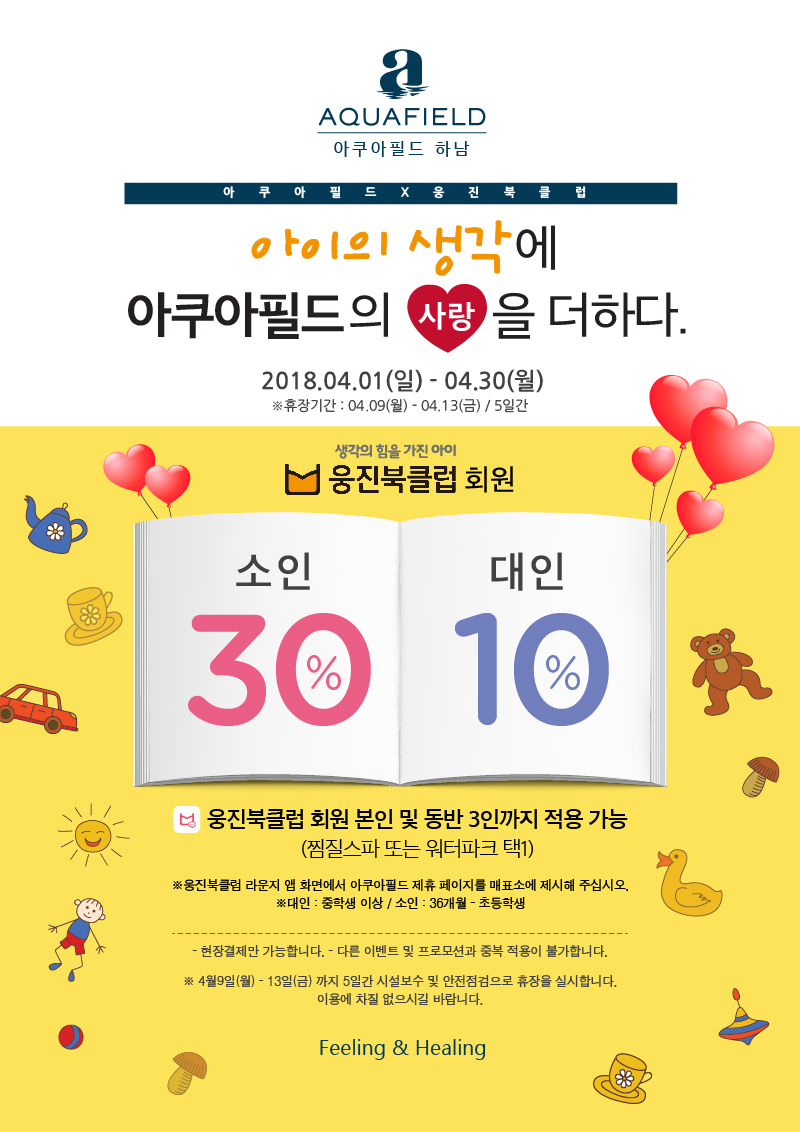 a
AQUAFIELD
아쿠아필드 하남
아쿠아필드X웅진북클럽
아이의 생각에
아쿠아필드의 사랑을 더하다.
2018.04.01(일) - 04.30(월)
※휴장기간 : 04.09(월) - 04.13(금) / 5일간
생각의 힘을 가진 아이
웅진북클럽 회원
소인 대인
30% 10%
웅진북클럽 회원 본인 및 동반 3인까지 적용 가능
(찜질스파 또는 워터파크 택1)
※웅진북클럽 라운지 앱 화면에서 아쿠아필드 제휴 페이지를 매표소에 제시해 주십시오.
※대인 : 중학생 이상 / 소인 : 36개월 - 초등학생
- 현장결제만 가능합니다. - 다른 이벤트 및 프로모션과 중복 적용이 불가합니다.
※ 4월9일(월) - 13일(금) 까지 5일간 시설보수 및 안전점검으로 휴장을 실시합니다.
이용에 차질 없으시길 바랍니다.
Feeling & Healing